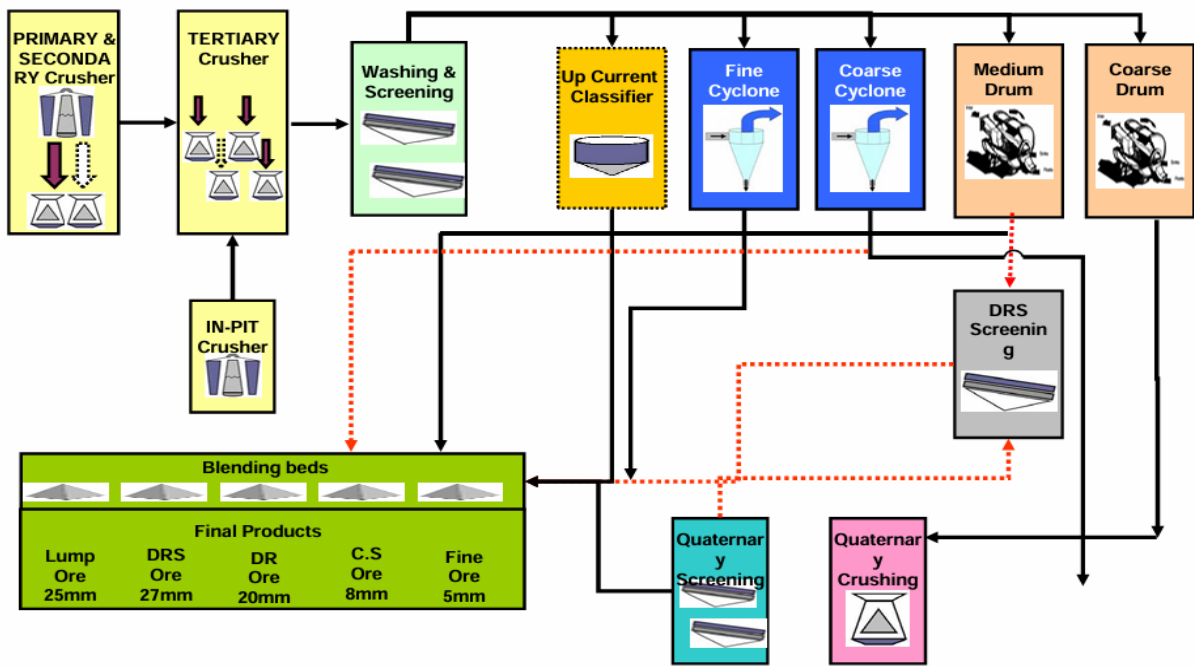 PRIMARY &
SECONDA
RY Crusher
TERTIARY
Crusher
Washing &
Screening
Up Current
Classifier
Fine
Cyclone
Coarse
Cyclone
Medium
Drum
Coarse
Drum
IN-PIT
Crusher
DRS
Screenin
g
Blending beds
Final Products
Lump
Ore
25mm
DRS
Ore
27mm
DR
Ore
20mm
C.S
Ore
8mm
Fine
Ore
5mm
Quaternar
y
Screening
Quaternar
y
Crushing